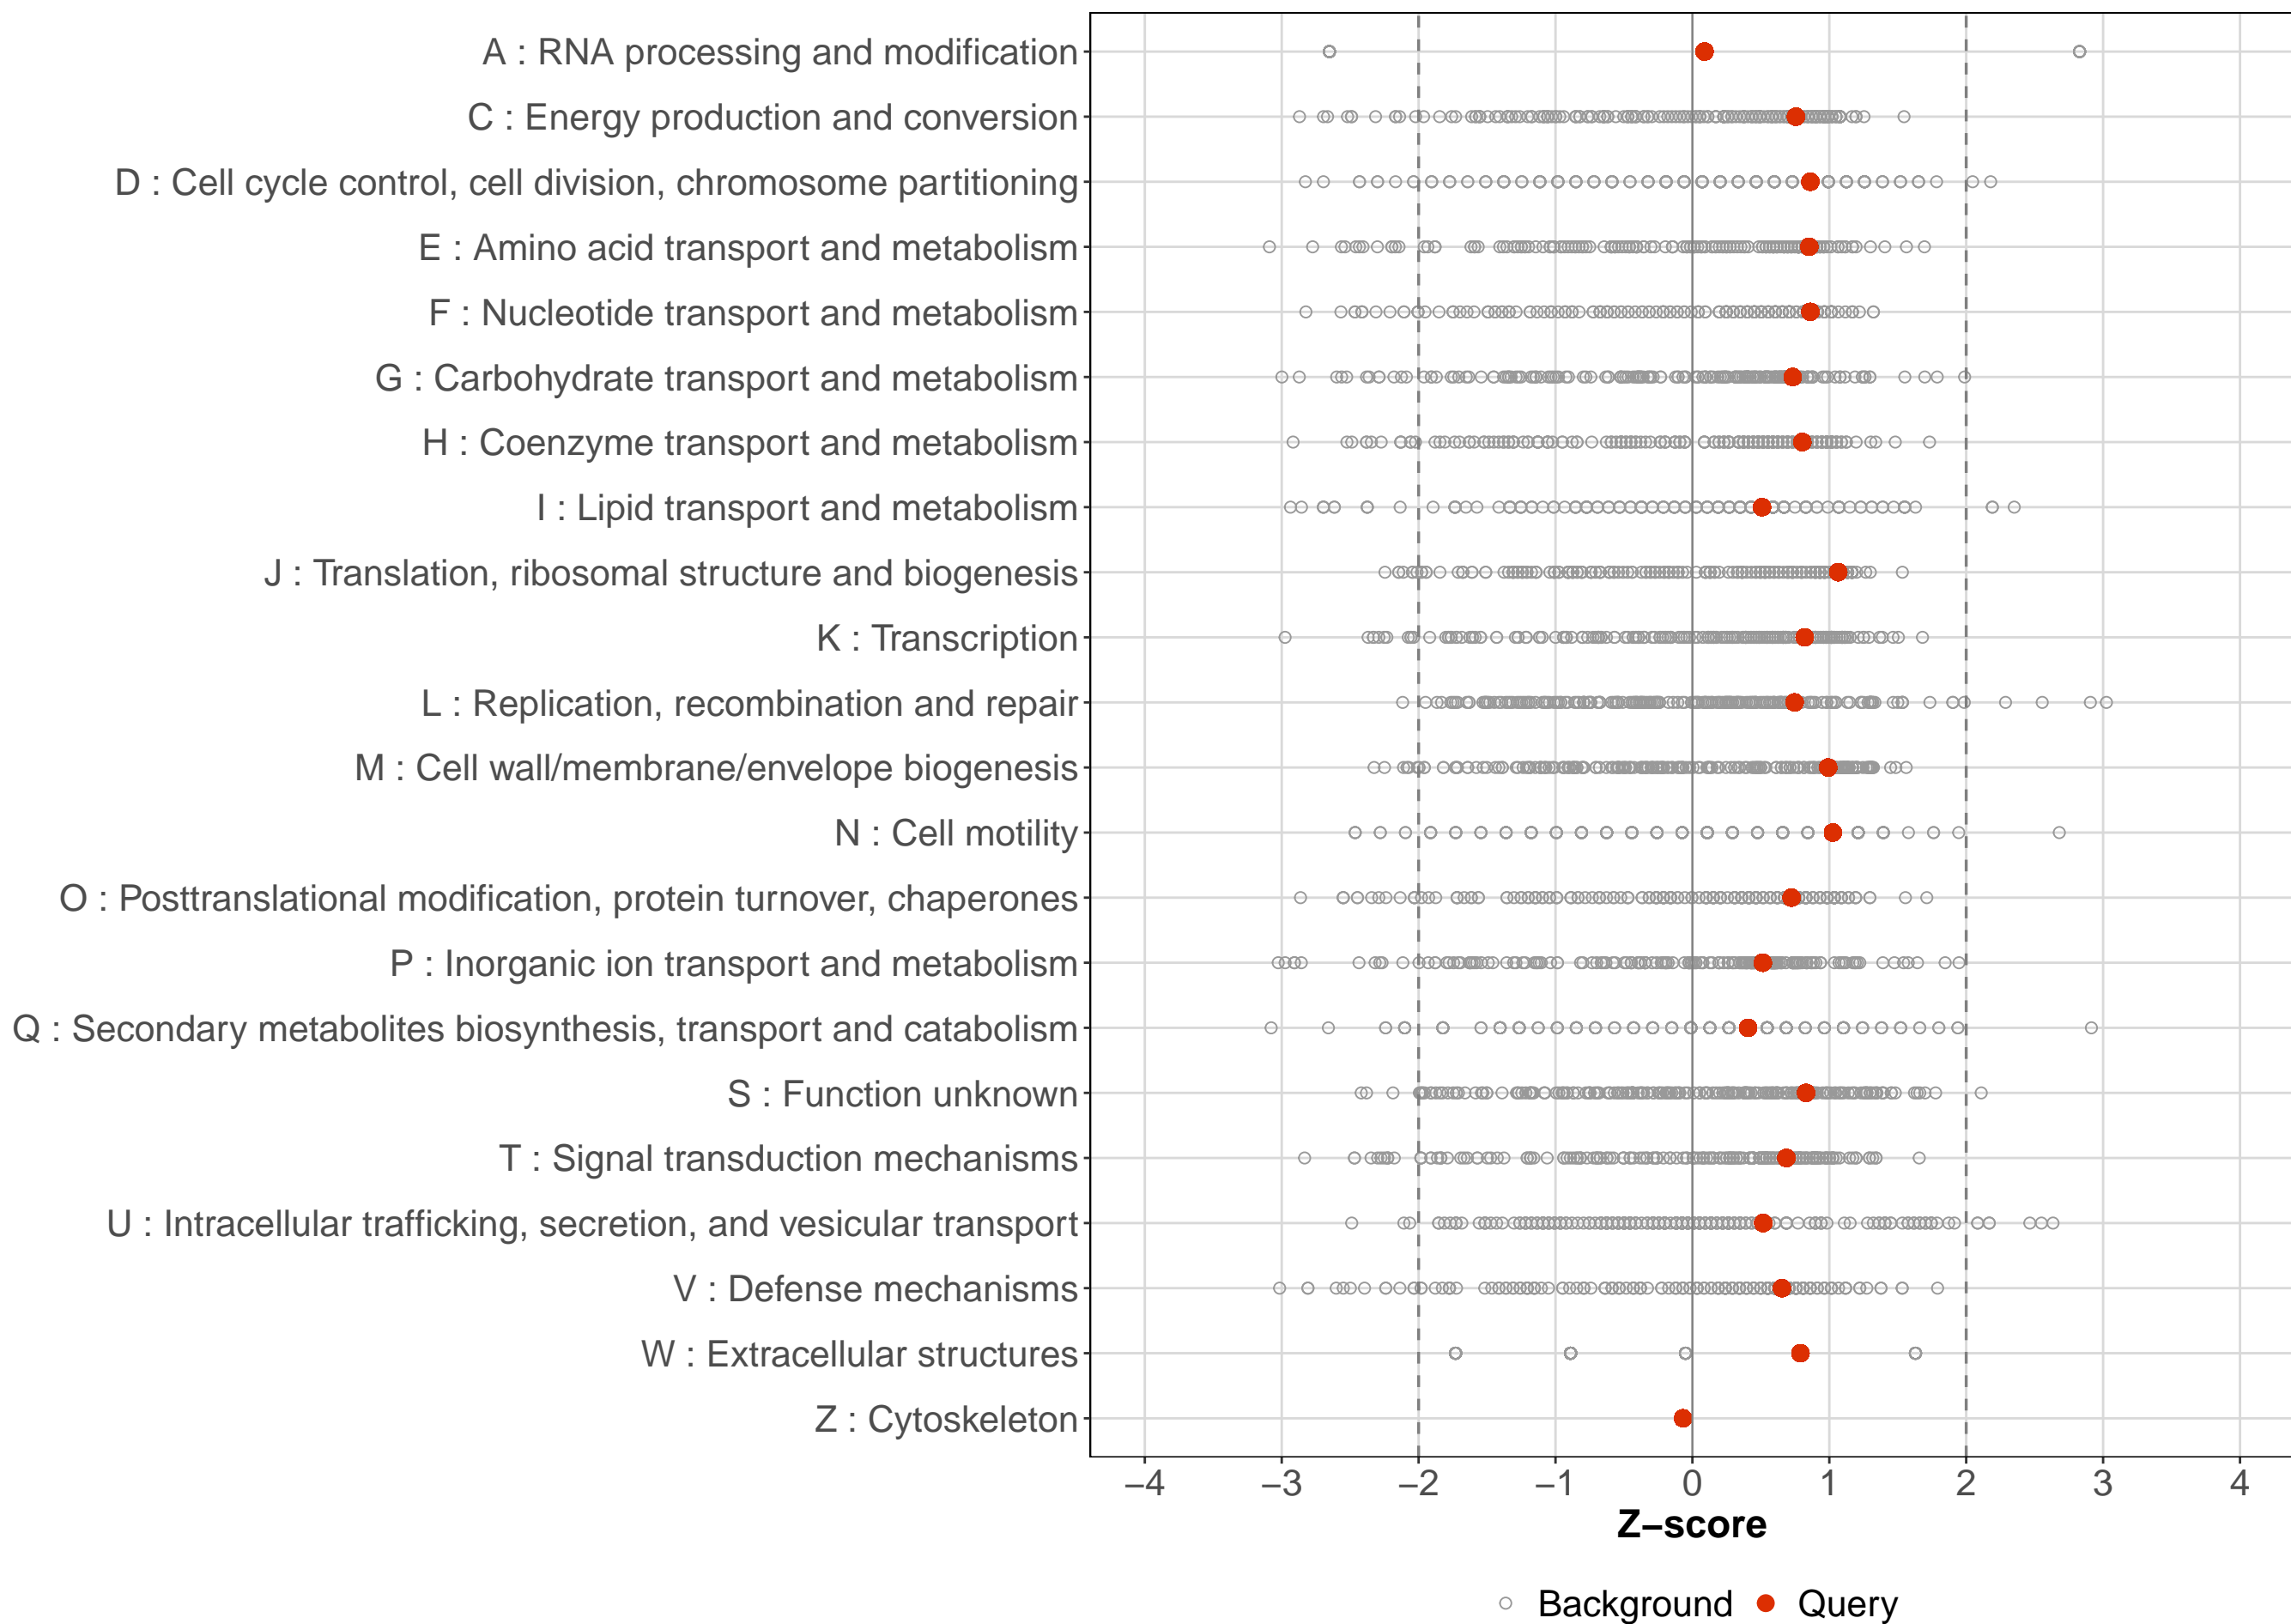 A : RNA processing and modification
C : Energy production and conversion
D : Cell cycle control, cell division, chromosome partitioning
E : Amino acid transport and metabolism
F : Nucleotide transport and metabolism
G : Carbohydrate transport and metabolism
H : Coenzyme transport and metabolism
I : Lipid transport and metabolism
J : Translation, ribosomal structure and biogenesis
K : Transcription
L : Replication, recombination and repair
M : Cell wall/membrane/envelope biogenesis
N : Cell motility
O : Posttranslational modification, protein turnover, chaperones
P : Inorganic ion transport and metabolism
Q : Secondary metabolites biosynthesis, transport and catabolism
S : Function unknown
T : Signal transduction mechanisms
U : Intracellular trafficking, secretion, and vesicular transport
V : Defense mechanisms
W : Extracellular structures
Z : Cytoskeleton
−4 −3 −2 −1 0 1 2 3 4
Z−score
Background Query